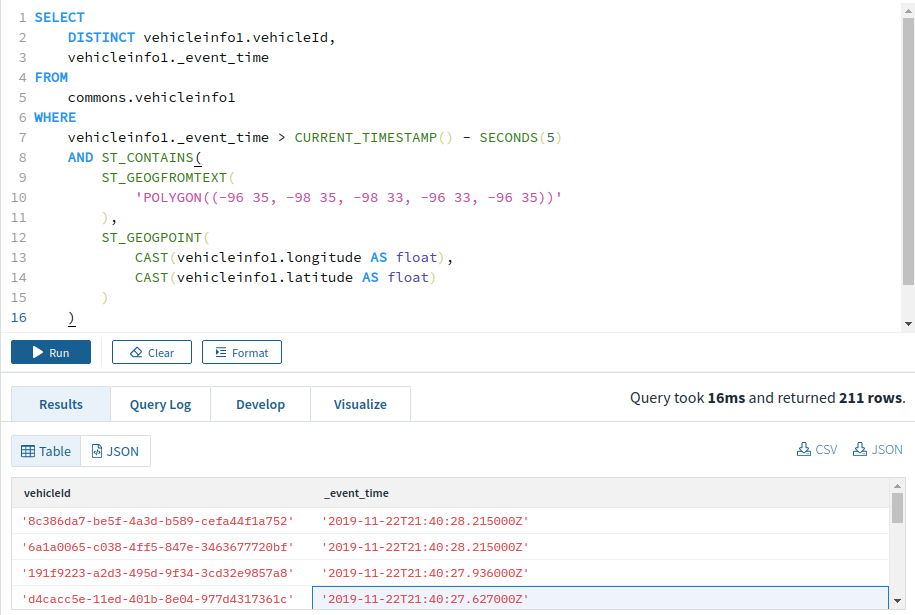 1 SELECT
2 DISTINCT vehicleinfo1.vehicleId,
3 vehicleinfo1._event_time
4 FROM
5 commons.vehicleinfo1
6 WHERE
7 vehicleinfo1._event_time > CURRENT_TIMESTAMP() - SECONDS(5)
8 AND ST_CONTAINS(
9 ST_GEOGFROMTEXT(
10 'POLYGON((-96 35, -98 35, -98 33, -96 33, -96 35))'
11 ),
12 ST_GEOGPOINT(
13 CAST(vehicleinfo1.longitude AS float),
14 CAST(vehicleinfo1.latitude AS float)
15 )
16 )
Run Clear Format
Results Query Log Develop Visualize Query took 16ms and returned 211 rows.
Table JSON CSV JSON
vehicleId _event_time
'8c386da7-be5f-4a3d-b589-cefa44f1a752' '2019-11-22T21:40:28.215000Z'
'6a1a0065-c038-4ff5-847e-3463677720bf' '2019-11-22T21:40:28.215000Z'
'191f9223-a2d3-495d-9f34-3cd32e9857a8' '2019-11-22T21:40:27.936000Z'
'd4cacc5e-11ed-401b-8e04-977d4317361c' '2019-11-22T21:40:27.627000Z'